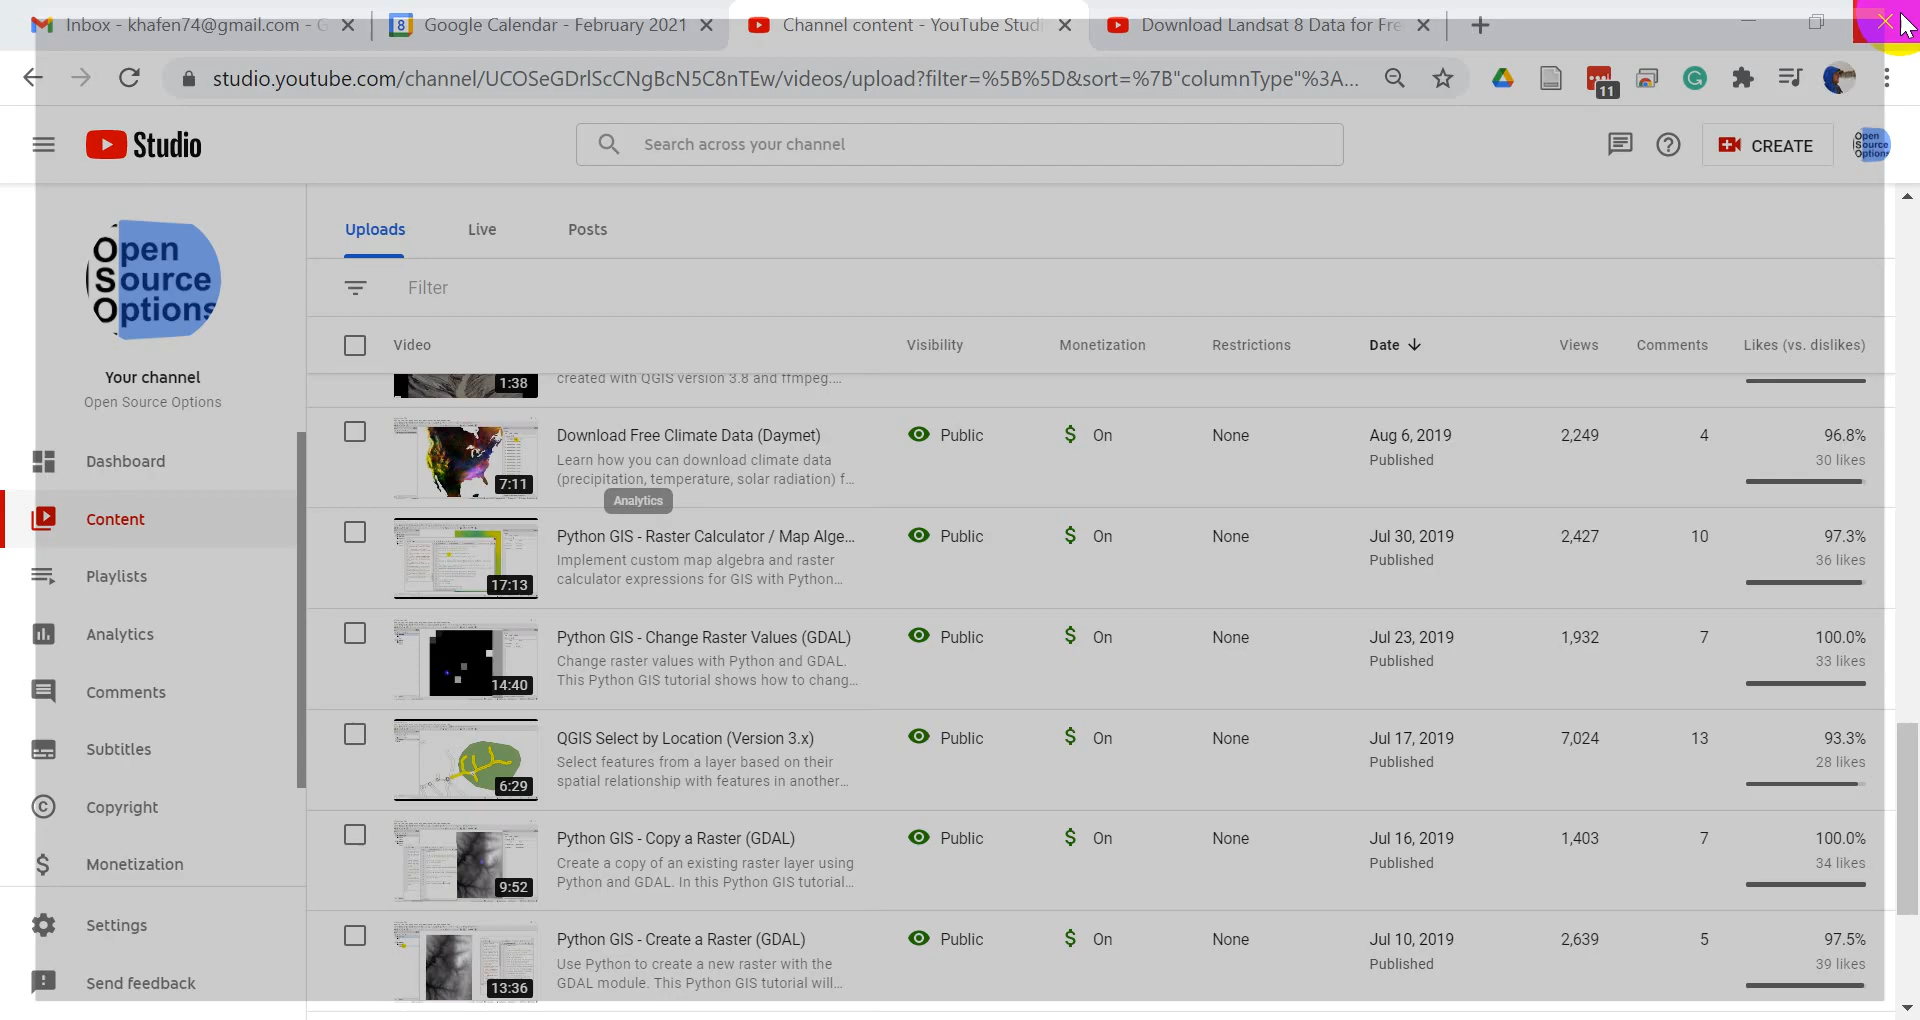 Inbox - khafen74@gmail.com - G
Google Calendar - February 2021
Channel content - YouTube Studi
Download Landsat 8 Data for Fre
studio.youtube.com/channel/UCOSeGDrlScCNgBcN5C8nTEw/videos/upload?filter=%5B%5D&sort=%7B"columnType"%3A...
11
Studio
Search across your channel
CREATE
Open Source Options
Open
Source
Options
Your channel
Open Source Options
Dashboard
Content
Playlists
Analytics
Comments
Subtitles
Copyright
Monetization
Settings
Send feedback
Uploads Live Posts
Filter
Video Visibility Monetization Restrictions Date Views Comments Likes (vs. dislikes)
1:38
created with QGIS version 3.8 and ffmpeg....
Download Free Climate Data (Daymet) Public On None Aug 6, 2019 2,249 4 96.8%
Learn how you can download climate data Published 30 likes
(precipitation, temperature, solar radiation) f...
7:11
Analytics
Python GIS - Raster Calculator / Map Alge... Public On None Jul 30, 2019 2,427 10 97.3%
Implement custom map algebra and raster Published 36 likes
calculator expressions for GIS with Python...
17:13
Python GIS - Change Raster Values (GDAL) Public On None Jul 23, 2019 1,932 7 100.0%
Change raster values with Python and GDAL. Published 33 likes
This Python GIS tutorial shows how to chang...
14:40
QGIS Select by Location (Version 3.x) Public On None Jul 17, 2019 7,024 13 93.3%
Select features from a layer based on their Published 28 likes
spatial relationship with features in another...
6:29
Python GIS - Copy a Raster (GDAL) Public On None Jul 16, 2019 1,403 7 100.0%
Create a copy of an existing raster layer using Published 34 likes
Python and GDAL. In this Python GIS tutorial...
9:52
Python GIS - Create a Raster (GDAL) Public On None Jul 10, 2019 2,639 5 97.5%
Use Python to create a new raster with the Published 39 likes
GDAL module. This Python GIS tutorial will...
13:36